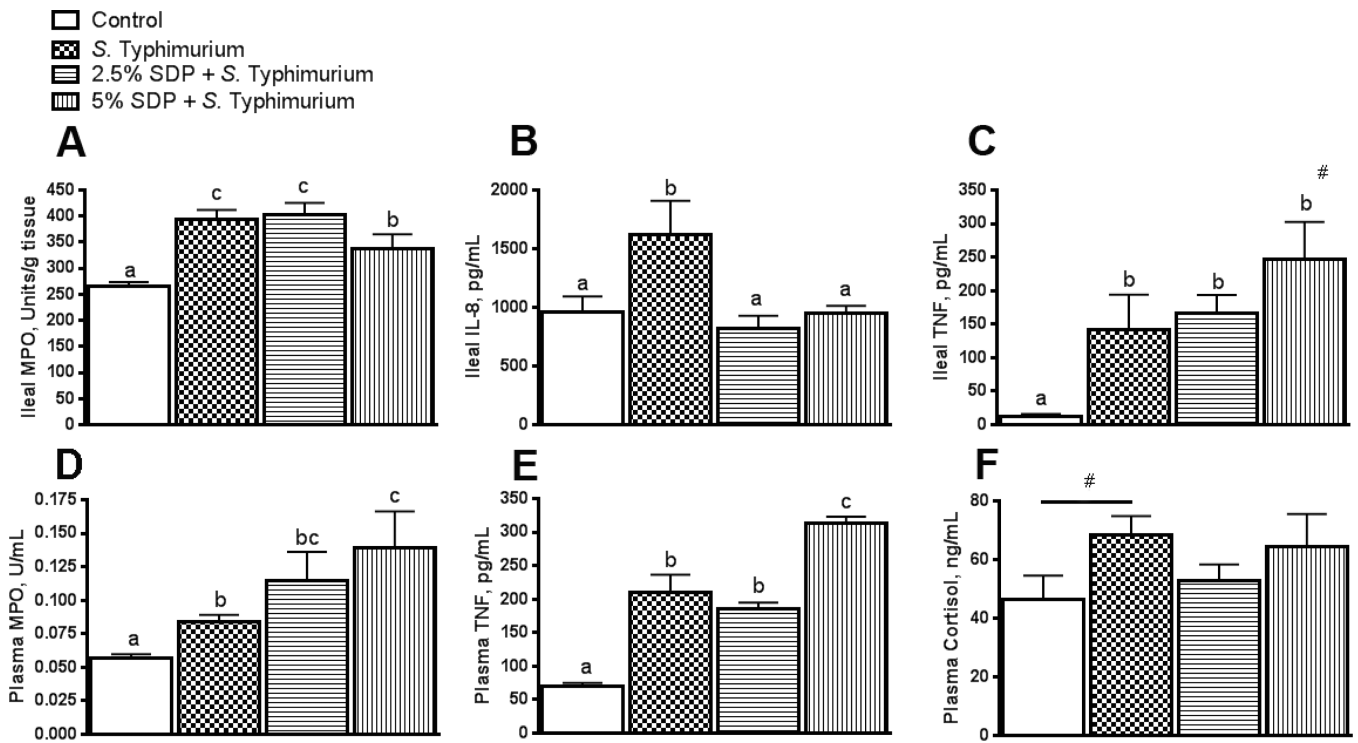 Control
S. Typhimurium
2.5% SDP + S. Typhimurium
5% SDP + S. Typhimurium
A
Ileal MPO, Units/g tissue
450
400
350
300
250
200
150
100
50
0
a
c
c
b
B
Ileal IL-8, pg/mL
2000
1500
1000
500
0
a
b
a
a
C
Ileal TNF, pg/mL
350
300
250
200
150
100
50
0
a
b
b
b
#
D
Plasma MPO, U/mL
0.175
0.150
0.125
0.100
0.075
0.050
0.025
0.000
a
b
bc
c
E
Plasma TNF, pg/mL
350
300
250
200
150
100
50
0
a
b
b
c
F
Plasma Cortisol, ng/mL
80
60
40
20
0
#